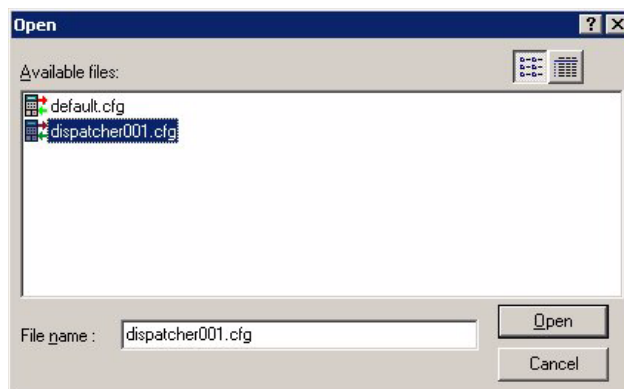 Open
Available files:
default.cfg
dispatcher001.cfg
File name :
dispatcher001.cfg
Open
Cancel